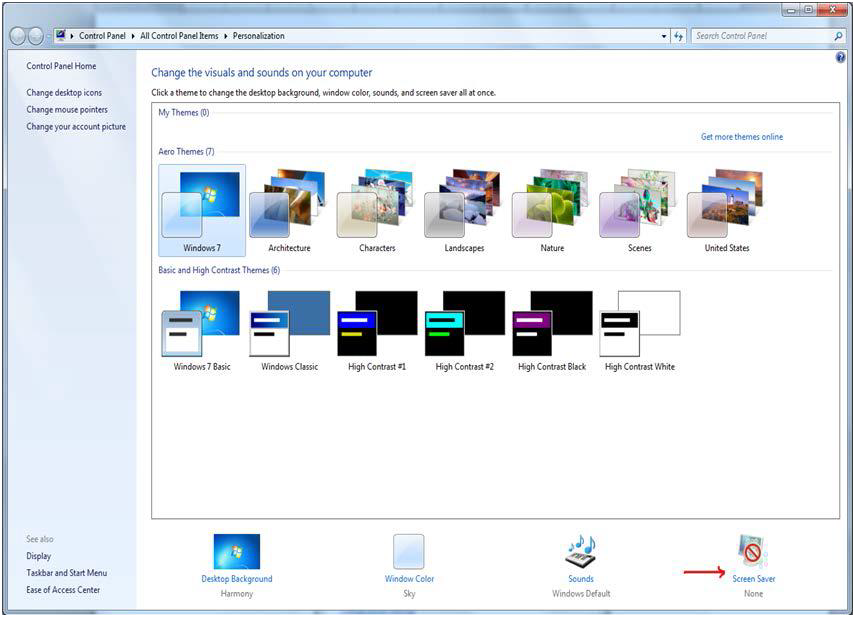 Control Panel ▸ All Control Panel Items ▸ Personalization
Search Control Panel
Control Panel Home
Change desktop icons
Change mouse pointers
Change your account picture
Change the visuals and sounds on your computer
Click a theme to change the desktop background, window color, sounds, and screen saver all at once.
My Themes (0)
Get more themes online
Aero Themes (7)
Windows 7 Architecture Characters Landscapes Nature Scenes United States
Basic and High Contrast Themes (6)
Windows 7 Basic Windows Classic High Contrast #1 High Contrast #2 High Contrast Black High Contrast White
See also
Display
Taskbar and Start Menu
Ease of Access Center
Desktop Background Window Color Sounds Screen Saver
Harmony Sky Windows Default None